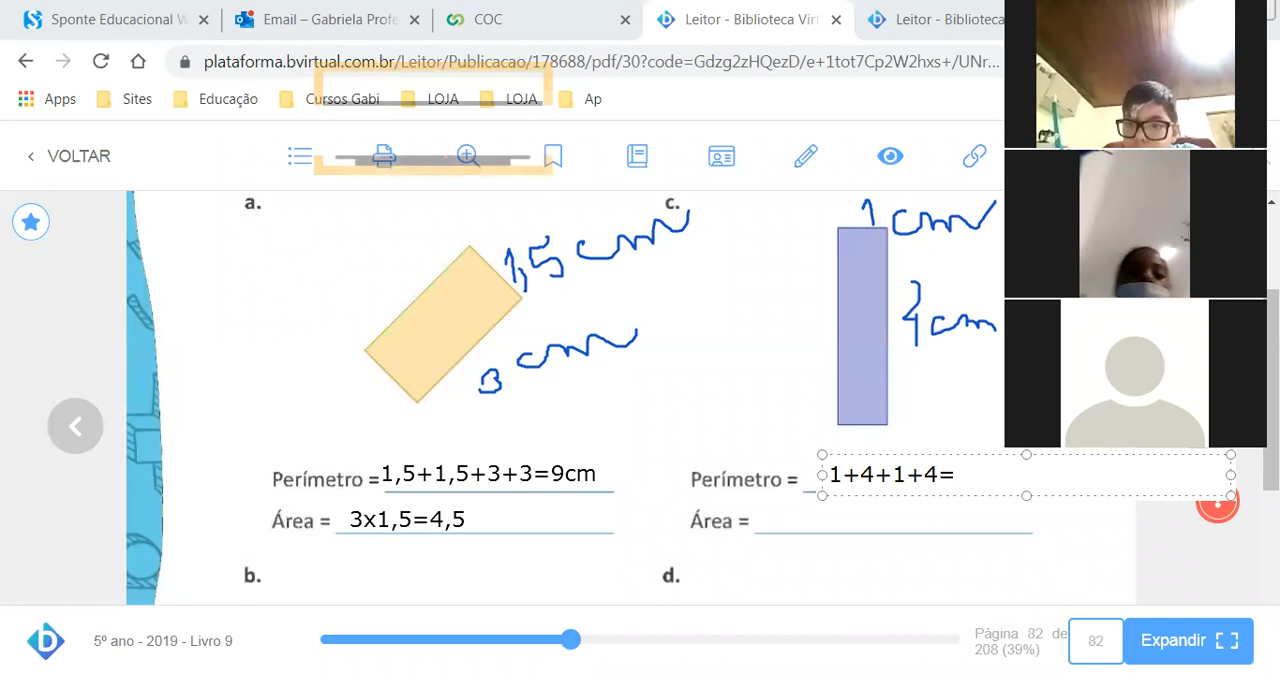 Sponte Educacional W
Email – Gabriela Profe
COC
Leitor - Biblioteca Virt
Leitor - Biblioteca
plataforma.bvirtual.com.br/Leitor/Publicacao/178688/pdf/30?code=Gdzg2zHQezD/e+1tot7Cp2W2hxs+/UNr...
Apps
Sites
Educação
Cursos Gabi
LOJA
LOJA
Ap
VOLTAR
a.
c.
1,5 cm
1 cm
3 cm
4 cm
Perímetro = 1,5+1,5+3+3=9cm
Perímetro = 1+4+1+4=
Área = 3x1,5=4,5
Área =
b.
d.
5º ano - 2019 - Livro 9
Página 82 de
208 (39%)
82
Expandir